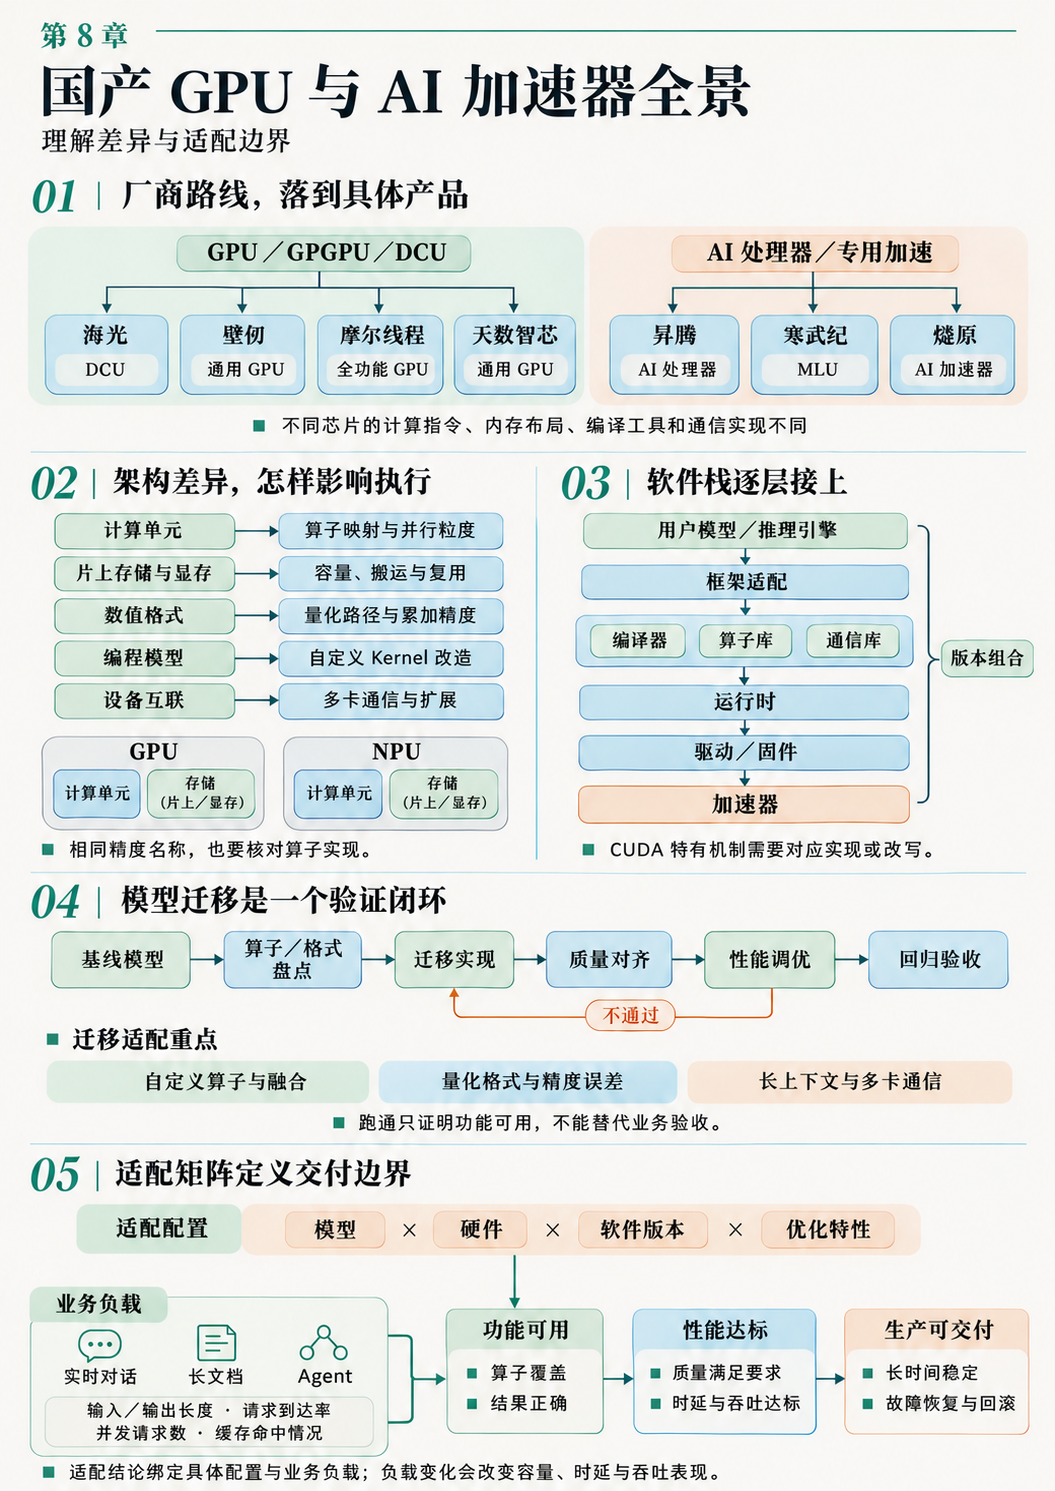 第 8 章
国产 GPU 与 AI 加速器全景
理解差异与适配边界
01 | 厂商路线，落到具体产品
GPU／GPGPU／DCU
海光
DCU
壁仞
通用 GPU
摩尔线程
全功能 GPU
天数智芯
通用 GPU
AI 处理器／专用加速
昇腾
AI 处理器
寒武纪
MLU
燧原
AI 加速器
不同芯片的计算指令、内存布局、编译工具和通信实现不同
02 | 架构差异，怎样影响执行
计算单元
算子映射与并行粒度
片上存储与显存
容量、搬运与复用
数值格式
量化路径与累加精度
编程模型
自定义 Kernel 改造
设备互联
多卡通信与扩展
GPU
计算单元
存储
（片上／显存）
NPU
计算单元
存储
（片上／显存）
相同精度名称，也要核对算子实现。
03 | 软件栈逐层接上
用户模型／推理引擎
框架适配
编译器
算子库
通信库
运行时
驱动／固件
加速器
版本组合
CUDA 特有机制需要对应实现或改写。
04 | 模型迁移是一个验证闭环
基线模型
算子／格式
盘点
迁移实现
质量对齐
性能调优
回归验收
不通过
迁移适配重点
自定义算子与融合
量化格式与精度误差
长上下文与多卡通信
跑通只证明功能可用，不能替代业务验收。
05 | 适配矩阵定义交付边界
适配配置
模型 × 硬件 × 软件版本 × 优化特性
业务负载
实时对话
长文档
Agent
输入／输出长度 · 请求到达率
并发请求数 · 缓存命中情况
功能可用
算子覆盖
结果正确
性能达标
质量满足要求
时延与吞吐达标
生产可交付
长时间稳定
故障恢复与回滚
适配结论绑定具体配置与业务负载；负载变化会改变容量、时延与吞吐表现。